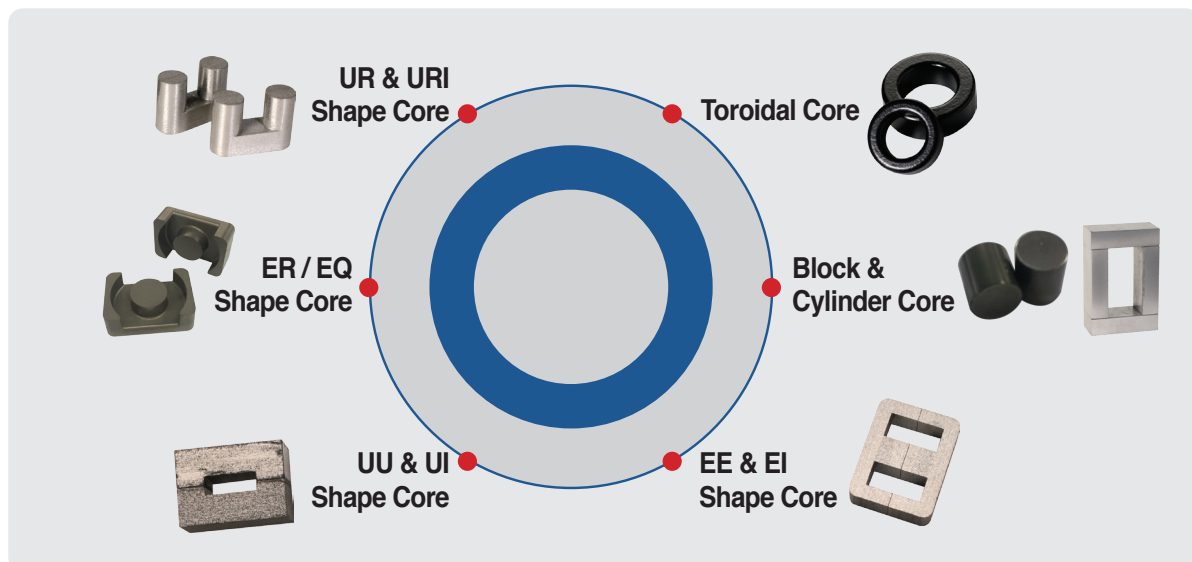 UR & URI
Shape Core
Toroidal Core
ER / EQ
Shape Core
Block &
Cylinder Core
UU & UI
Shape Core
EE & EI
Shape Core